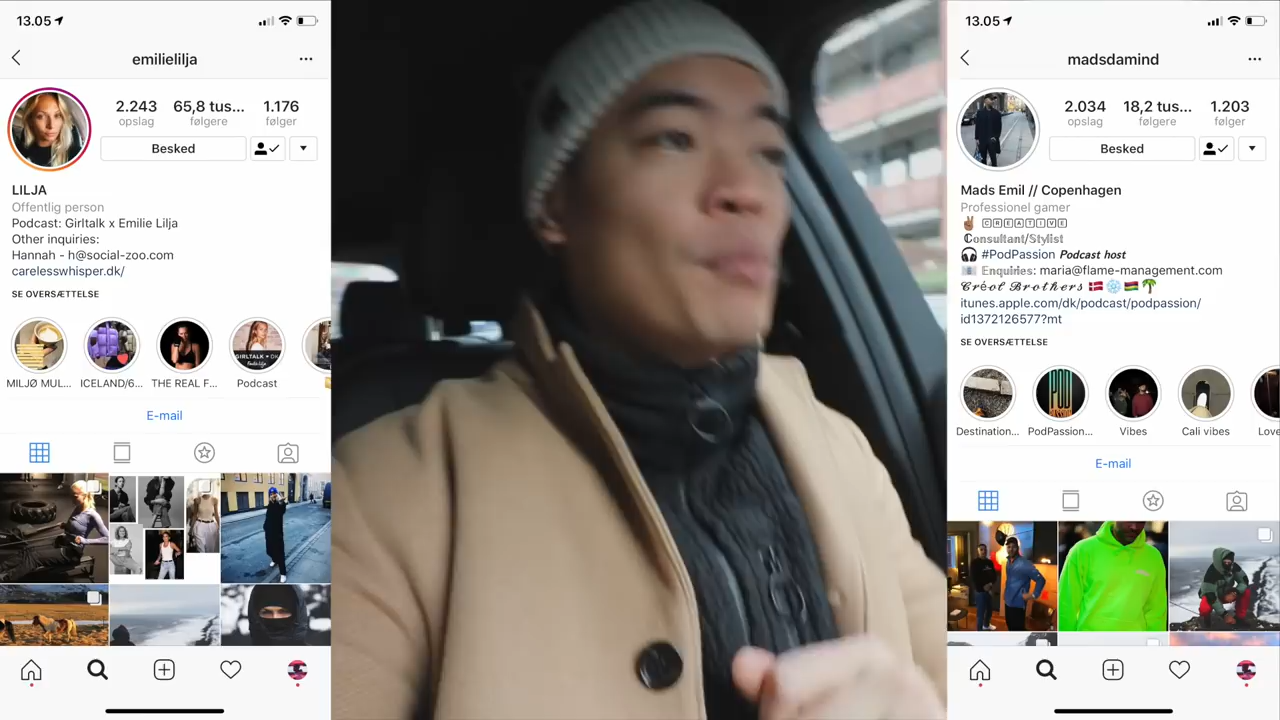 13.05
emilielilja
2.243
65,8 tus...
1.176
opslag
følgere
følger
Besked
LILJA
Offentlig person
Podcast: Girltalk x Emilie Lilja
Other inquiries:
Hannah - h@social-zoo.com
carelesswhisper.dk/
SE OVERSÆTTELSE
GIRLTALK
MILJØ MUL...
ICELAND/6...
THE REAL F...
Podcast
E-mail
13.05
madsdamind
2.034
18,2 tus...
1.203
opslag
følgere
følger
Besked
Mads Emil // Copenhagen
Professionel gamer
✌🏽 🄲🅁🄴🄰🅃🄸🅅🄴
ℂ𝕠𝕟𝕤𝕦𝕝𝕥𝕒𝕟𝕥/𝕊𝕥𝕪𝕝𝕚𝕤𝕥
🎧 #PodPassion 𝙋𝙤𝙙𝙘𝙖𝙨𝙩 𝙝𝙤𝙨𝙩
📧 𝔼𝕟𝕢𝕦𝕚𝕣𝕚𝕖𝕤: maria@flame-management.com
𝓒𝓻é𝓸𝓵 𝓑𝓻𝓸𝓽𝓱𝓮𝓻𝓼 🇩🇰❄️🇲🇺🌴
itunes.apple.com/dk/podcast/podpassion/
id1372126577?mt
SE OVERSÆTTELSE
POD
Destination...
PodPassion...
Vibes
Cali vibes
Love
E-mail